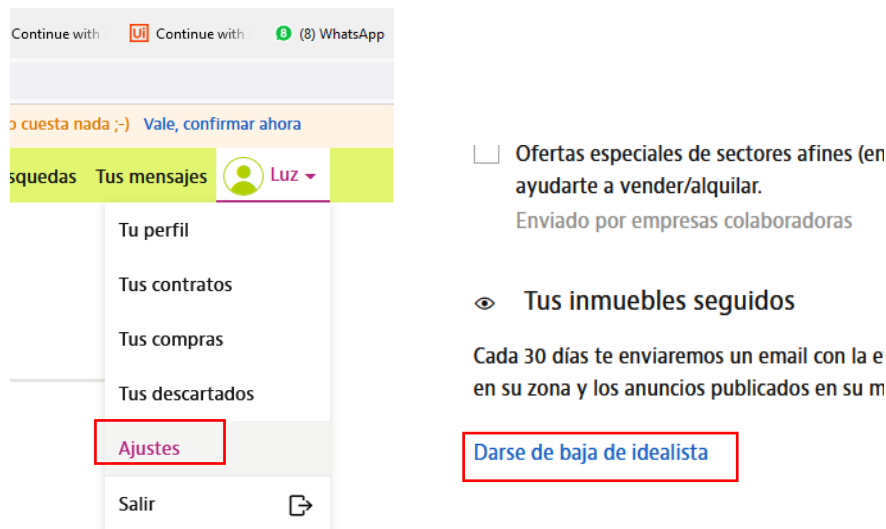 Continue with
Ui Continue with
8 (8) WhatsApp
o cuesta nada ;-) Vale, confirmar ahora
squedas Tus mensajes Luz
Tu perfil
Tus contratos
Tus compras
Tus descartados
Ajustes
Salir
Ofertas especiales de sectores afines (en
ayudarte a vender/alquilar.
Enviado por empresas colaboradoras
Tus inmuebles seguidos
Cada 30 días te enviaremos un email con la e
en su zona y los anuncios publicados en su m
Darse de baja de idealista